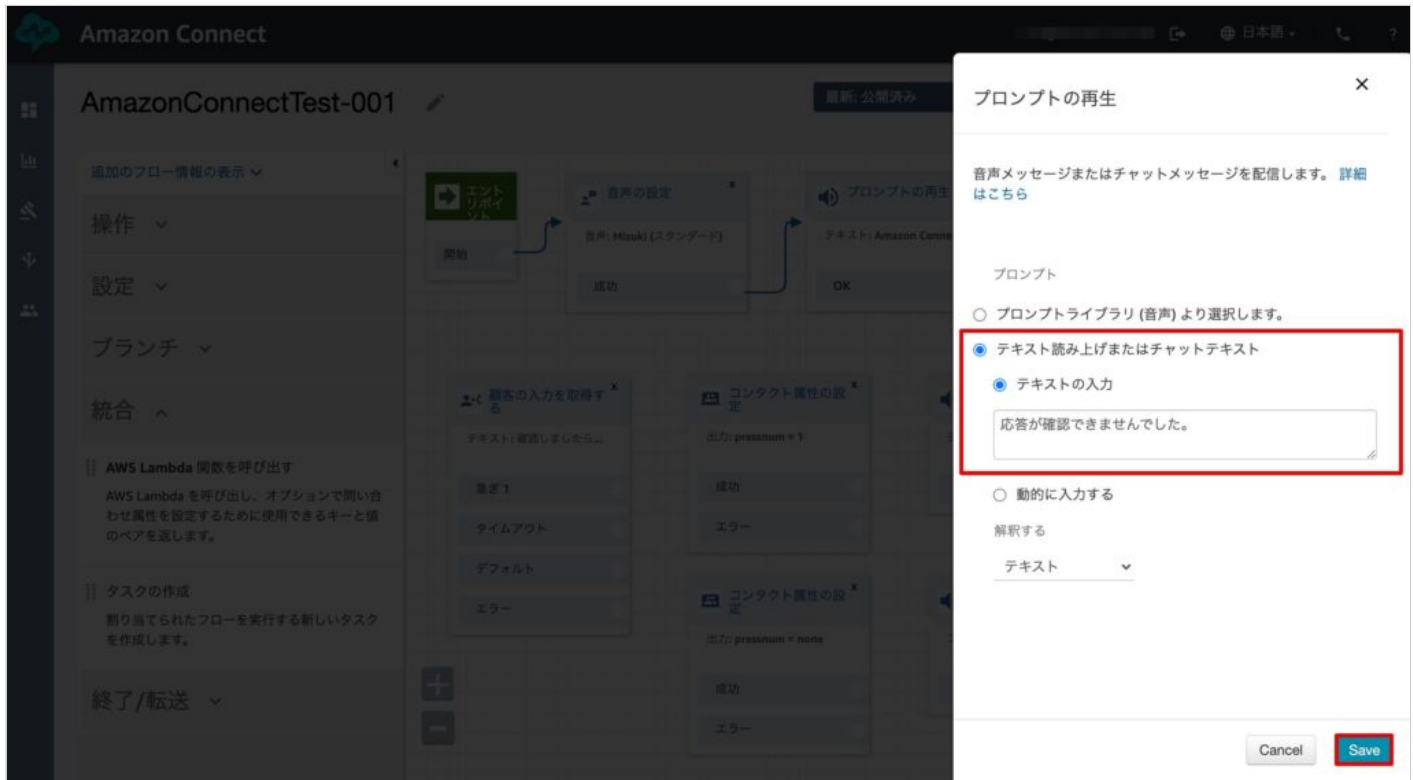 Amazon Connect
日本語
?
AmazonConnectTest-001
最新: 公開済み
追加のフロー情報の表示
操作
設定
ブランチ
統合
AWS Lambda 関数を呼び出す
AWS Lambda を呼び出し、オプションで問い合
わせ属性を設定するために使用できるキーと値
のペアを返します。
タスクの作成
割り当てられたフローを実行する新しいタスク
を作成します。
終了/転送
エント
リポイ
ント
開始
音声の設定
音声: Mizuki (スタンダード)
成功
プロンプトの再生
テキスト: Amazon Conne
OK
顧客の入力を取得す
る
テキスト: 確認しましたら...
急ぎ 1
タイムアウト
デフォルト
エラー
コンタクト属性の設
定
出力: pressnum = 1
成功
エラー
コンタクト属性の設
定
出力: pressnum = none
成功
エラー
プロンプトの再生
音声メッセージまたはチャットメッセージを配信します。 詳細
はこちら
プロンプト
プロンプトライブラリ (音声) より選択します。
テキスト読み上げまたはチャットテキスト
テキストの入力
応答が確認できませんでした。
動的に入力する
解釈する
テキスト
Cancel
Save